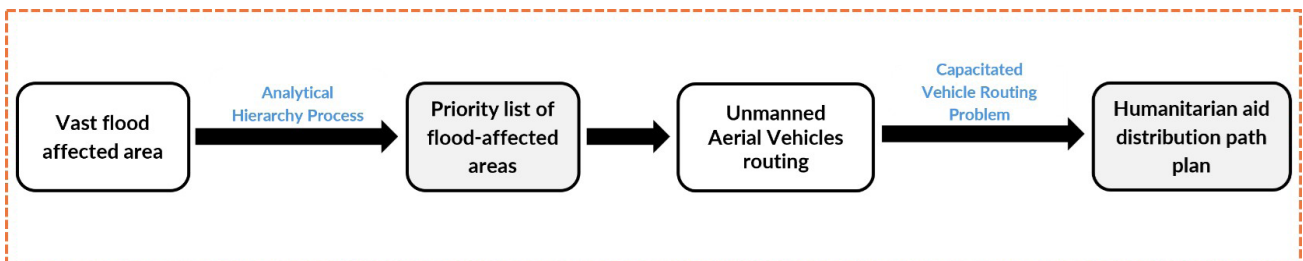 Vast flood
affected area
Analytical
Hierarchy Process
Priority list of
flood-affected
areas
Unmanned
Aerial Vehicles
routing
Capacitated
Vehicle Routing
Problem
Humanitarian aid
distribution path
plan